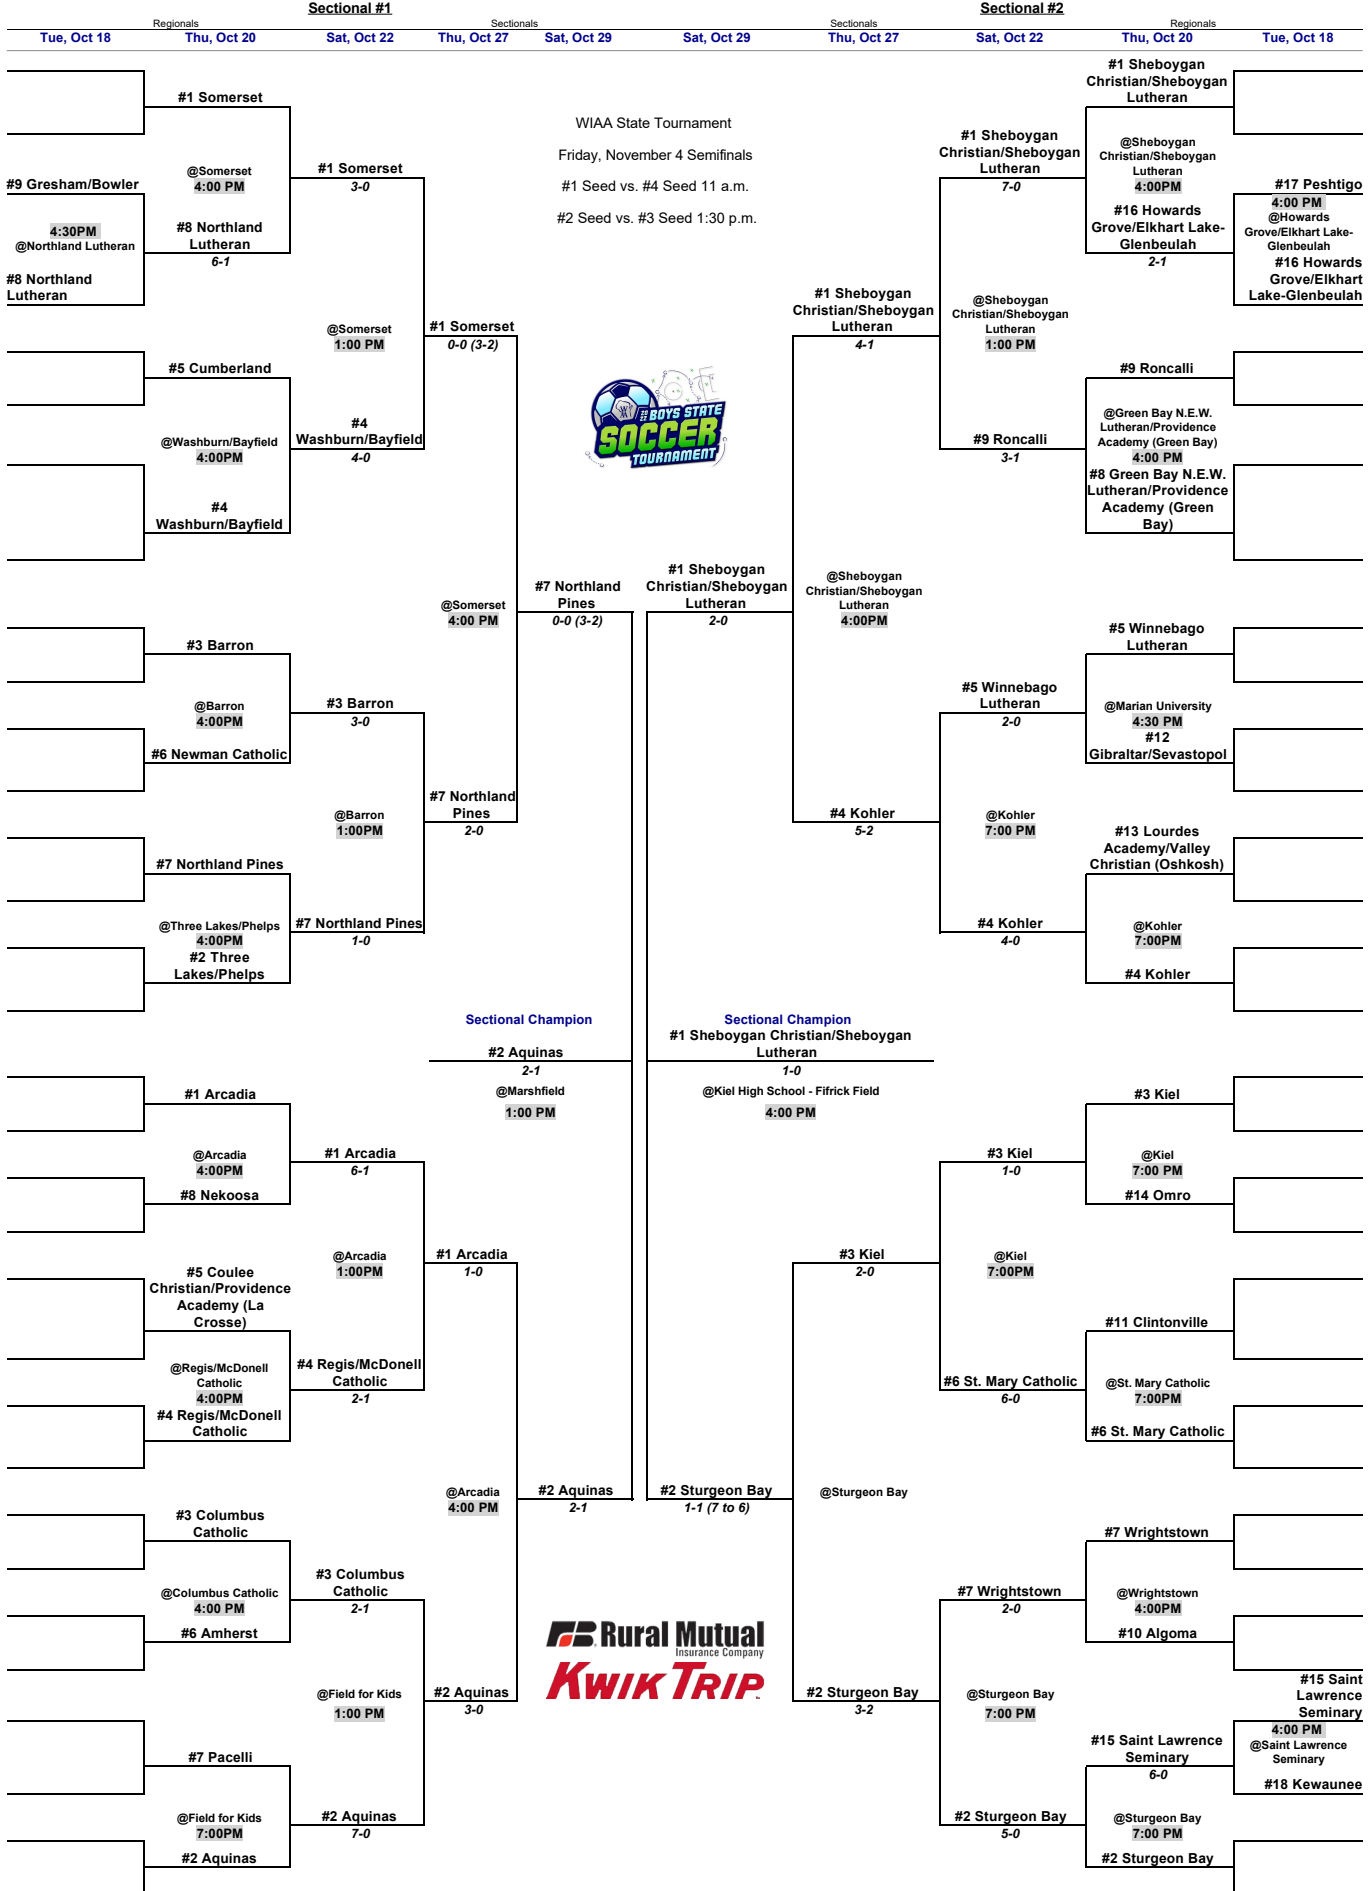 Sectional #1
Sectional #2
Regionals
Sectionals
Sectionals
Regionals
Tue, Oct 18
Thu, Oct 20
Sat, Oct 22
Thu, Oct 27
Sat, Oct 29
Sat, Oct 29
Thu, Oct 27
Sat, Oct 22
Thu, Oct 20
Tue, Oct 18
WIAA State Tournament
Friday, November 4 Semifinals
#1 Seed vs. #4 Seed 11 a.m.
#2 Seed vs. #3 Seed 1:30 p.m.
#9 Gresham/Bowler
4:30PM
@Northland Lutheran
#8 Northland
Lutheran
#1 Somerset
@Somerset
4:00 PM
#8 Northland
Lutheran
6-1
#5 Cumberland
@Washburn/Bayfield
4:00PM
#4
Washburn/Bayfield
#3 Barron
@Barron
4:00PM
#6 Newman Catholic
#7 Northland Pines
@Three Lakes/Phelps
4:00PM
#2 Three
Lakes/Phelps
#1 Arcadia
@Arcadia
4:00PM
#8 Nekoosa
#5 Coulee
Christian/Providence
Academy (La
Crosse)
@Regis/McDonell
Catholic
4:00PM
#4 Regis/McDonell
Catholic
#3 Columbus
Catholic
@Columbus Catholic
4:00 PM
#6 Amherst
#7 Pacelli
@Field for Kids
7:00PM
#2 Aquinas
#1 Somerset
3-0
@Somerset
1:00 PM
#4
Washburn/Bayfield
4-0
#3 Barron
3-0
@Barron
1:00PM
#7 Northland Pines
1-0
#1 Arcadia
6-1
@Arcadia
1:00PM
#4 Regis/McDonell
Catholic
2-1
#3 Columbus
Catholic
2-1
@Field for Kids
1:00 PM
#2 Aquinas
7-0
#1 Somerset
0-0 (3-2)
@Somerset
4:00 PM
#7 Northland
Pines
2-0
#1 Arcadia
1-0
@Arcadia
4:00 PM
#2 Aquinas
3-0
#7 Northland
Pines
0-0 (3-2)
#2 Aquinas
2-1
Sectional Champion
#2 Aquinas
2-1
@Marshfield
1:00 PM
2022 BOYS STATE
SOCCER
TOURNAMENT
Rural Mutual
Insurance Company
KWIK TRIP
Sectional Champion
#1 Sheboygan Christian/Sheboygan
Lutheran
1-0
@Kiel High School - Fifrick Field
4:00 PM
#1 Sheboygan
Christian/Sheboygan
Lutheran
2-0
#2 Sturgeon Bay
1-1 (7 to 6)
#1 Sheboygan
Christian/Sheboygan
Lutheran
4-1
@Sheboygan
Christian/Sheboygan
Lutheran
4:00PM
#4 Kohler
5-2
#3 Kiel
2-0
@Sturgeon Bay
#2 Sturgeon Bay
3-2
#1 Sheboygan
Christian/Sheboygan
Lutheran
7-0
@Sheboygan
Christian/Sheboygan
Lutheran
1:00 PM
#9 Roncalli
3-1
#5 Winnebago
Lutheran
2-0
@Kohler
7:00 PM
#4 Kohler
4-0
#3 Kiel
1-0
@Kiel
7:00PM
#6 St. Mary Catholic
6-0
#7 Wrightstown
2-0
@Sturgeon Bay
7:00 PM
#2 Sturgeon Bay
5-0
#1 Sheboygan
Christian/Sheboygan
Lutheran
@Sheboygan
Christian/Sheboygan
Lutheran
4:00PM
#16 Howards
Grove/Elkhart Lake-
Glenbeulah
2-1
#9 Roncalli
@Green Bay N.E.W.
Lutheran/Providence
Academy (Green Bay)
4:00 PM
#8 Green Bay N.E.W.
Lutheran/Providence
Academy (Green
Bay)
#5 Winnebago
Lutheran
@Marian University
4:30 PM
#12
Gibraltar/Sevastopol
#13 Lourdes
Academy/Valley
Christian (Oshkosh)
@Kohler
7:00PM
#4 Kohler
#3 Kiel
@Kiel
7:00 PM
#14 Omro
#11 Clintonville
@St. Mary Catholic
7:00PM
#6 St. Mary Catholic
#7 Wrightstown
@Wrightstown
4:00PM
#10 Algoma
#15 Saint Lawrence
Seminary
6-0
@Sturgeon Bay
7:00 PM
#2 Sturgeon Bay
#17 Peshtigo
4:00 PM
@Howards
Grove/Elkhart Lake-
Glenbeulah
#16 Howards
Grove/Elkhart
Lake-Glenbeulah
#15 Saint
Lawrence
Seminary
4:00 PM
@Saint Lawrence
Seminary
#18 Kewaunee